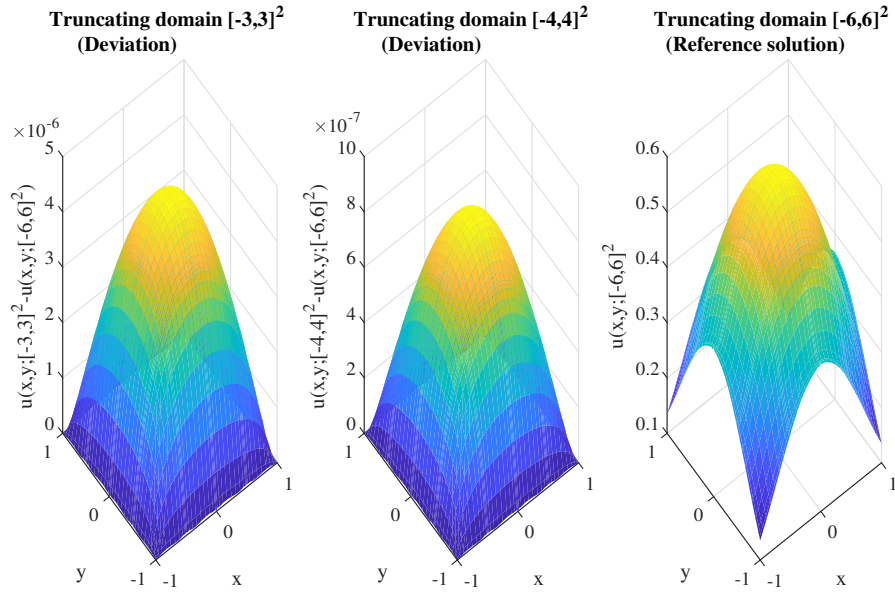 Truncating domain [-3,3]²
(Deviation)
×10⁻⁶
5
4
3
2
1
0
u(x,y;[-3,3]²-u(x,y;[-6,6]²)
1
0
-1
y
-1
0
1
x
Truncating domain [-4,4]²
(Deviation)
×10⁻⁷
10
8
6
4
2
0
u(x,y;[-4,4]²-u(x,y;[-6,6]²)
1
0
-1
y
-1
0
1
x
Truncating domain [-6,6]²
(Reference solution)
0.6
0.5
0.4
0.3
0.2
0.1
u(x,y;[-6,6]²
1
0
-1
y
-1
0
1
x